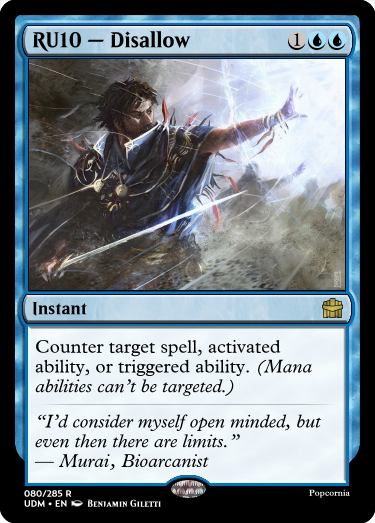 RU10 — Disallow 1
Instant
Counter target spell, activated
ability, or triggered ability. (Mana
abilities can't be targeted.)
“I'd consider myself open minded, but
even then there are limits.”
— Murai, Bioarcanist
080/285 R
Popcornia
UDM • EN Benjamin Giletti